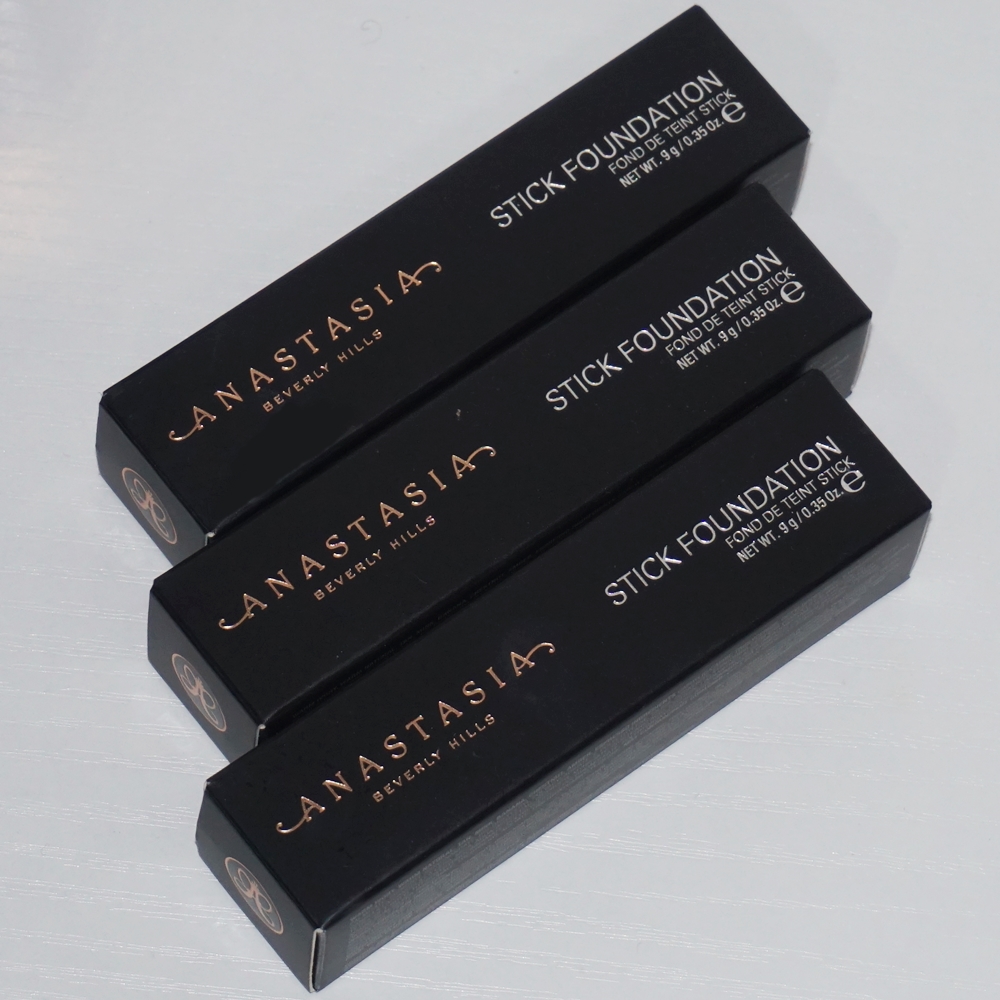 ANASTASIA
BEVERLY HILLS
STICK FOUNDATION
FOND DE TEINT STICK
NET WT. 9 g / 0.35 Oz. e
ANASTASIA
BEVERLY HILLS
STICK FOUNDATION
FOND DE TEINT STICK
NET WT. 9 g / 0.35 Oz. e
ANASTASIA
BEVERLY HILLS
STICK FOUNDATION
FOND DE TEINT STICK
NET WT. 9 g / 0.35 Oz. e